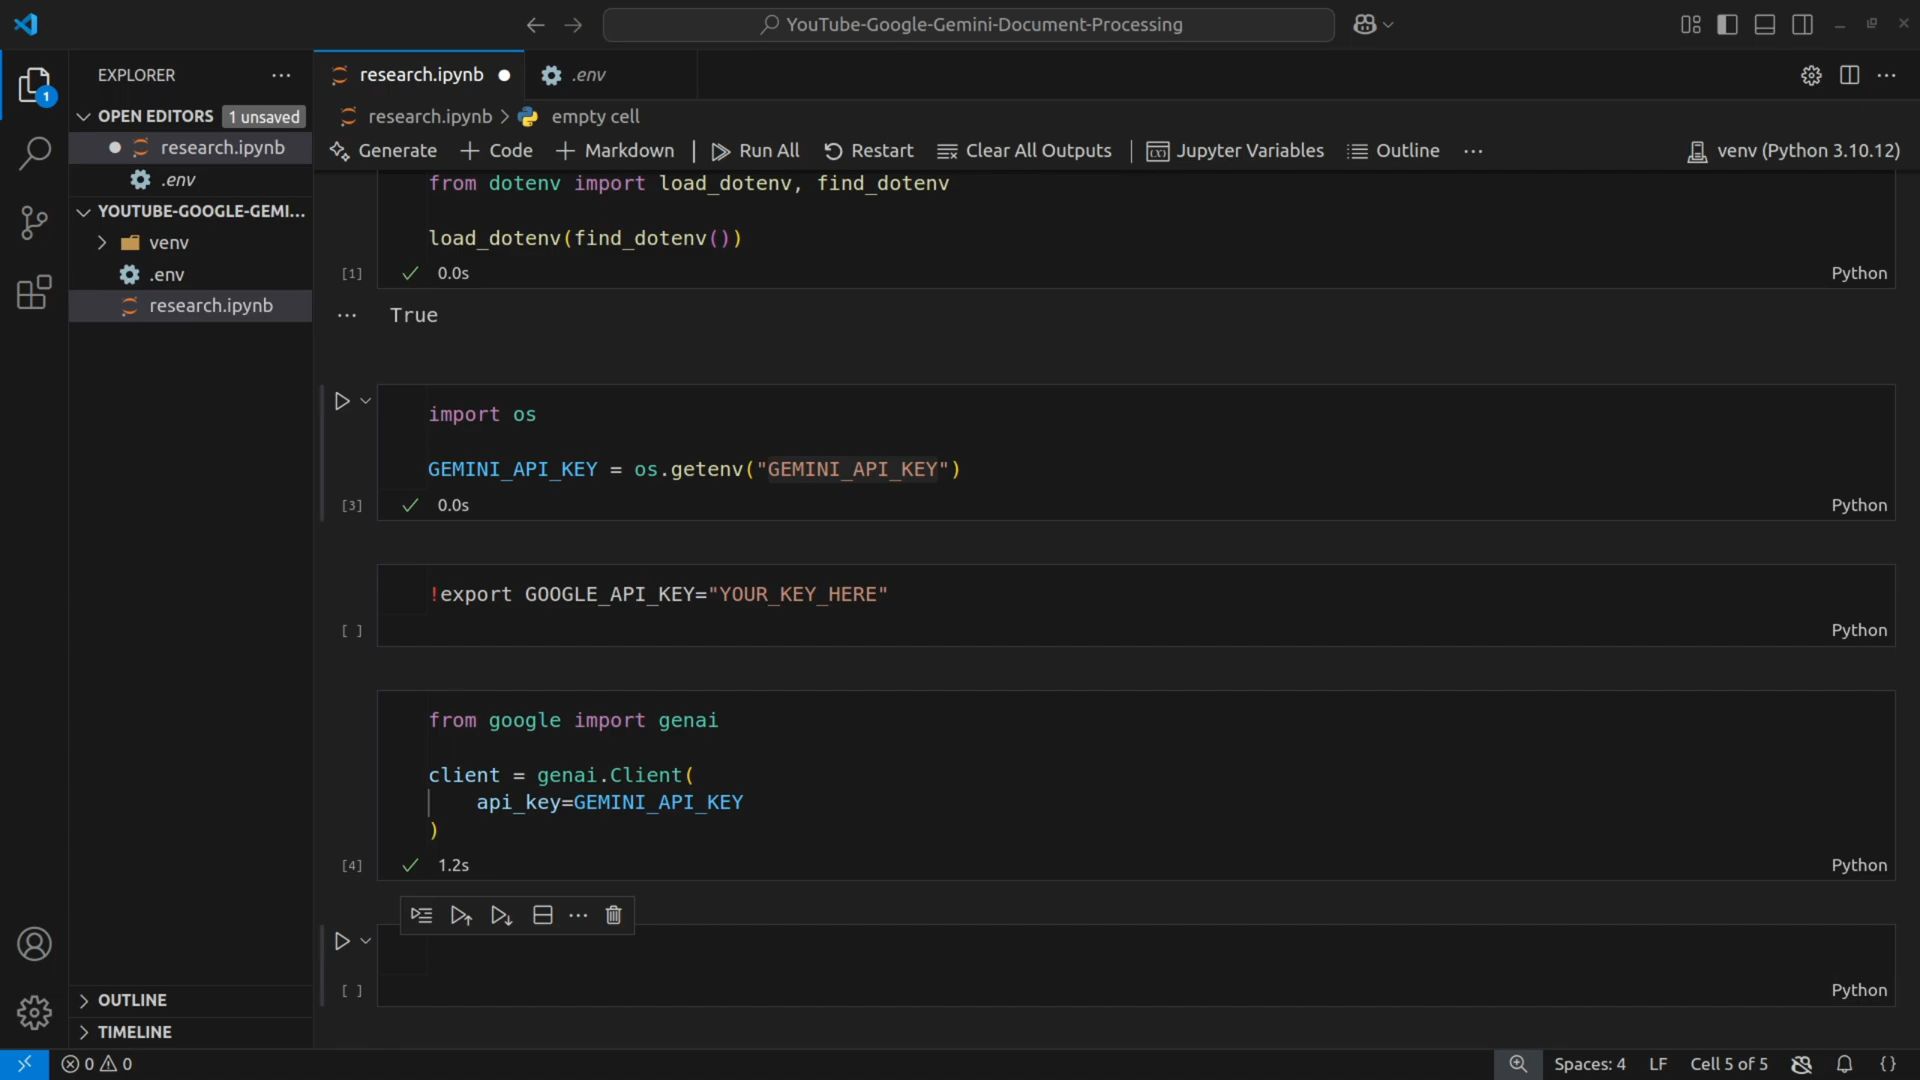 YouTube-Google-Gemini-Document-Processing
1
EXPLORER
OPEN EDITORS
1 unsaved
research.ipynb
.env
YOUTUBE-GOOGLE-GEMI...
venv
.env
research.ipynb
OUTLINE
TIMELINE
research.ipynb
.env
research.ipynb
empty cell
Generate
Code
Markdown
Run All
Restart
Clear All Outputs
Jupyter Variables
Outline
venv (Python 3.10.12)
from dotenv import load_dotenv, find_dotenv
load_dotenv(find_dotenv())
[1]
0.0s
Python
True
import os
GEMINI_API_KEY = os.getenv("GEMINI_API_KEY")
[3]
0.0s
Python
!export GOOGLE_API_KEY="YOUR_KEY_HERE"
[ ]
Python
from google import genai
client = genai.Client(
api_key=GEMINI_API_KEY
)
[4]
1.2s
Python
[ ]
Python
0
0
Spaces: 4
LF
Cell 5 of 5